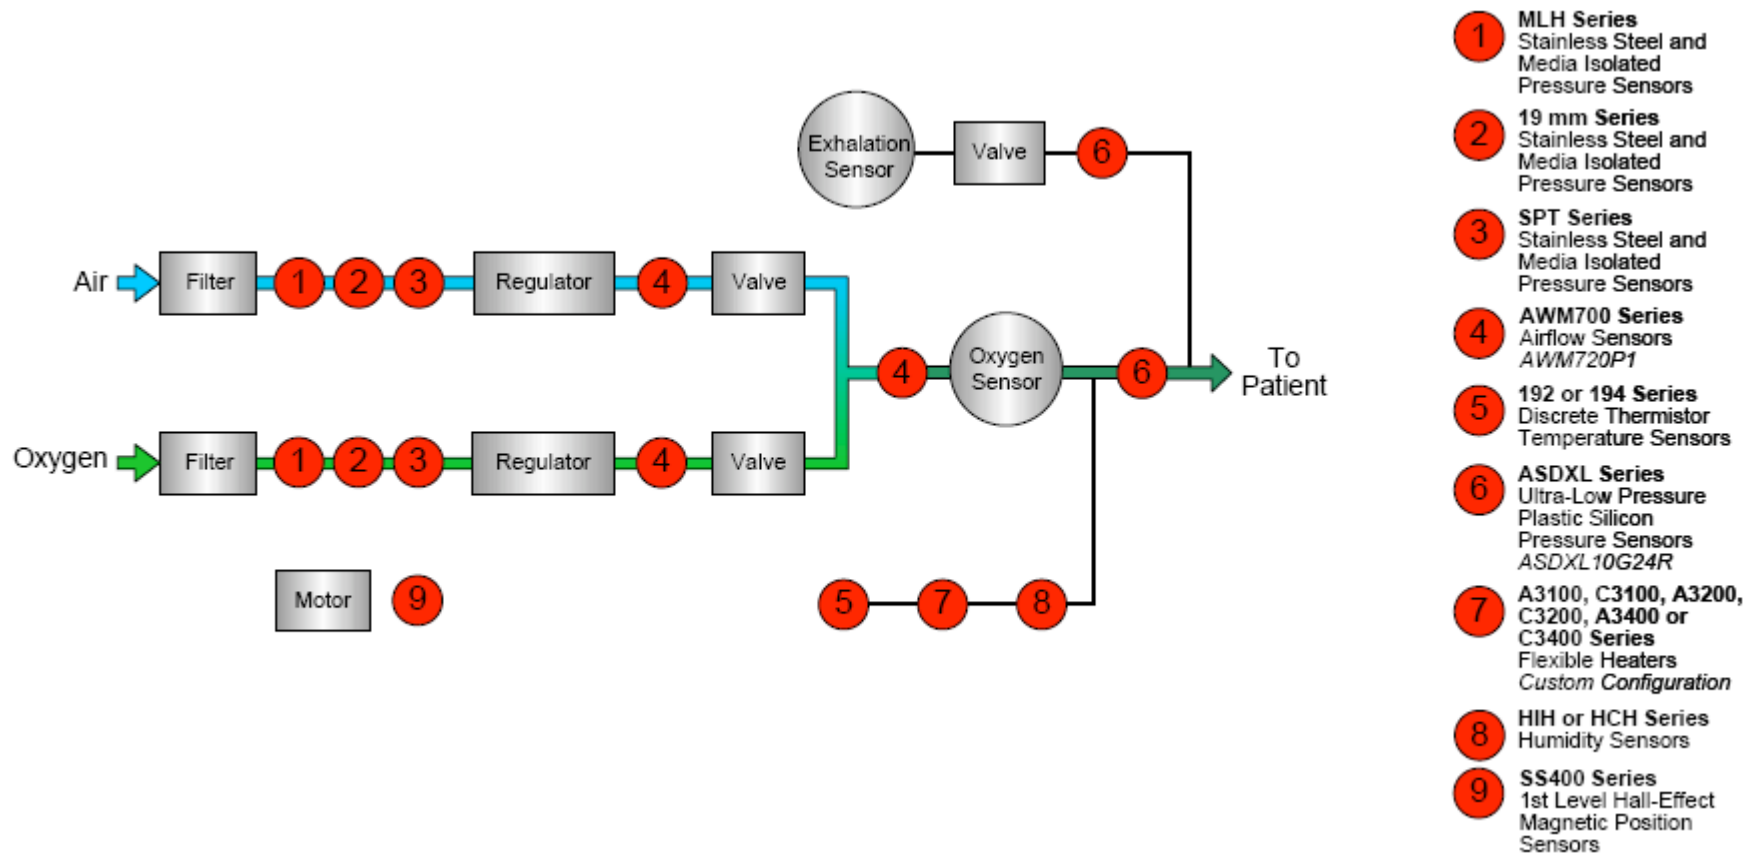 Exhalation
Sensor
Valve
6
Air
Filter
1
2
3
Regulator
4
Valve
4
Oxygen
Sensor
6
To
Patient
Oxygen
Filter
1
2
3
Regulator
4
Valve
Motor
9
5
7
8
1
MLH Series
Stainless Steel and
Media Isolated
Pressure Sensors
2
19 mm Series
Stainless Steel and
Media Isolated
Pressure Sensors
3
SPT Series
Stainless Steel and
Media Isolated
Pressure Sensors
4
AWM700 Series
Airflow Sensors
AWM720P1
5
192 or 194 Series
Discrete Thermistor
Temperature Sensors
6
ASDXL Series
Ultra-Low Pressure
Plastic Silicon
Pressure Sensors
ASDXL10G24R
7
A3100, C3100, A3200,
C3200, A3400 or
C3400 Series
Flexible Heaters
Custom Configuration
8
HIH or HCH Series
Humidity Sensors
9
SS400 Series
1st Level Hall-Effect
Magnetic Position
Sensors